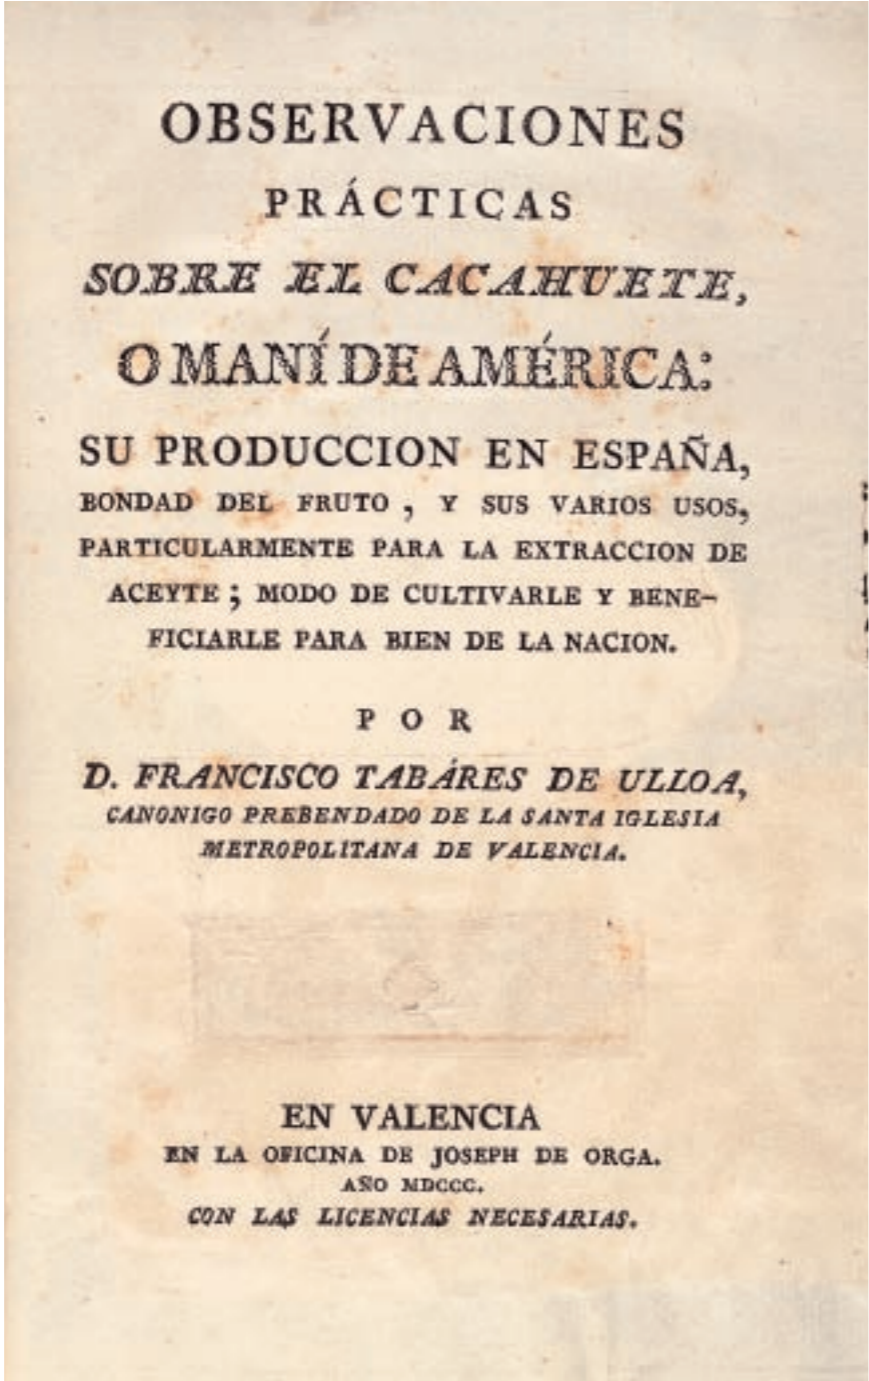 OBSERVACIONES
PRÁCTICAS
SOBRE EL CACAHUETE,
O MANÍ DE AMÉRICA:
SU PRODUCCION EN ESPAÑA,
BONDAD DEL FRUTO, Y SUS VARIOS USOS,
PARTICULARMENTE PARA LA EXTRACCION DE
ACEYTE; MODO DE CULTIVARLE Y BENE-
FICIARLE PARA BIEN DE LA NACION.
POR
D. FRANCISCO TABÁRES DE ULLOA,
CANONIGO PREBENDADO DE LA SANTA IGLESIA
METROPOLITANA DE VALENCIA.
EN VALENCIA
EN LA OFICINA DE JOSEPH DE ORGA.
AÑO MDCCC.
CON LAS LICENCIAS NECESARIAS.